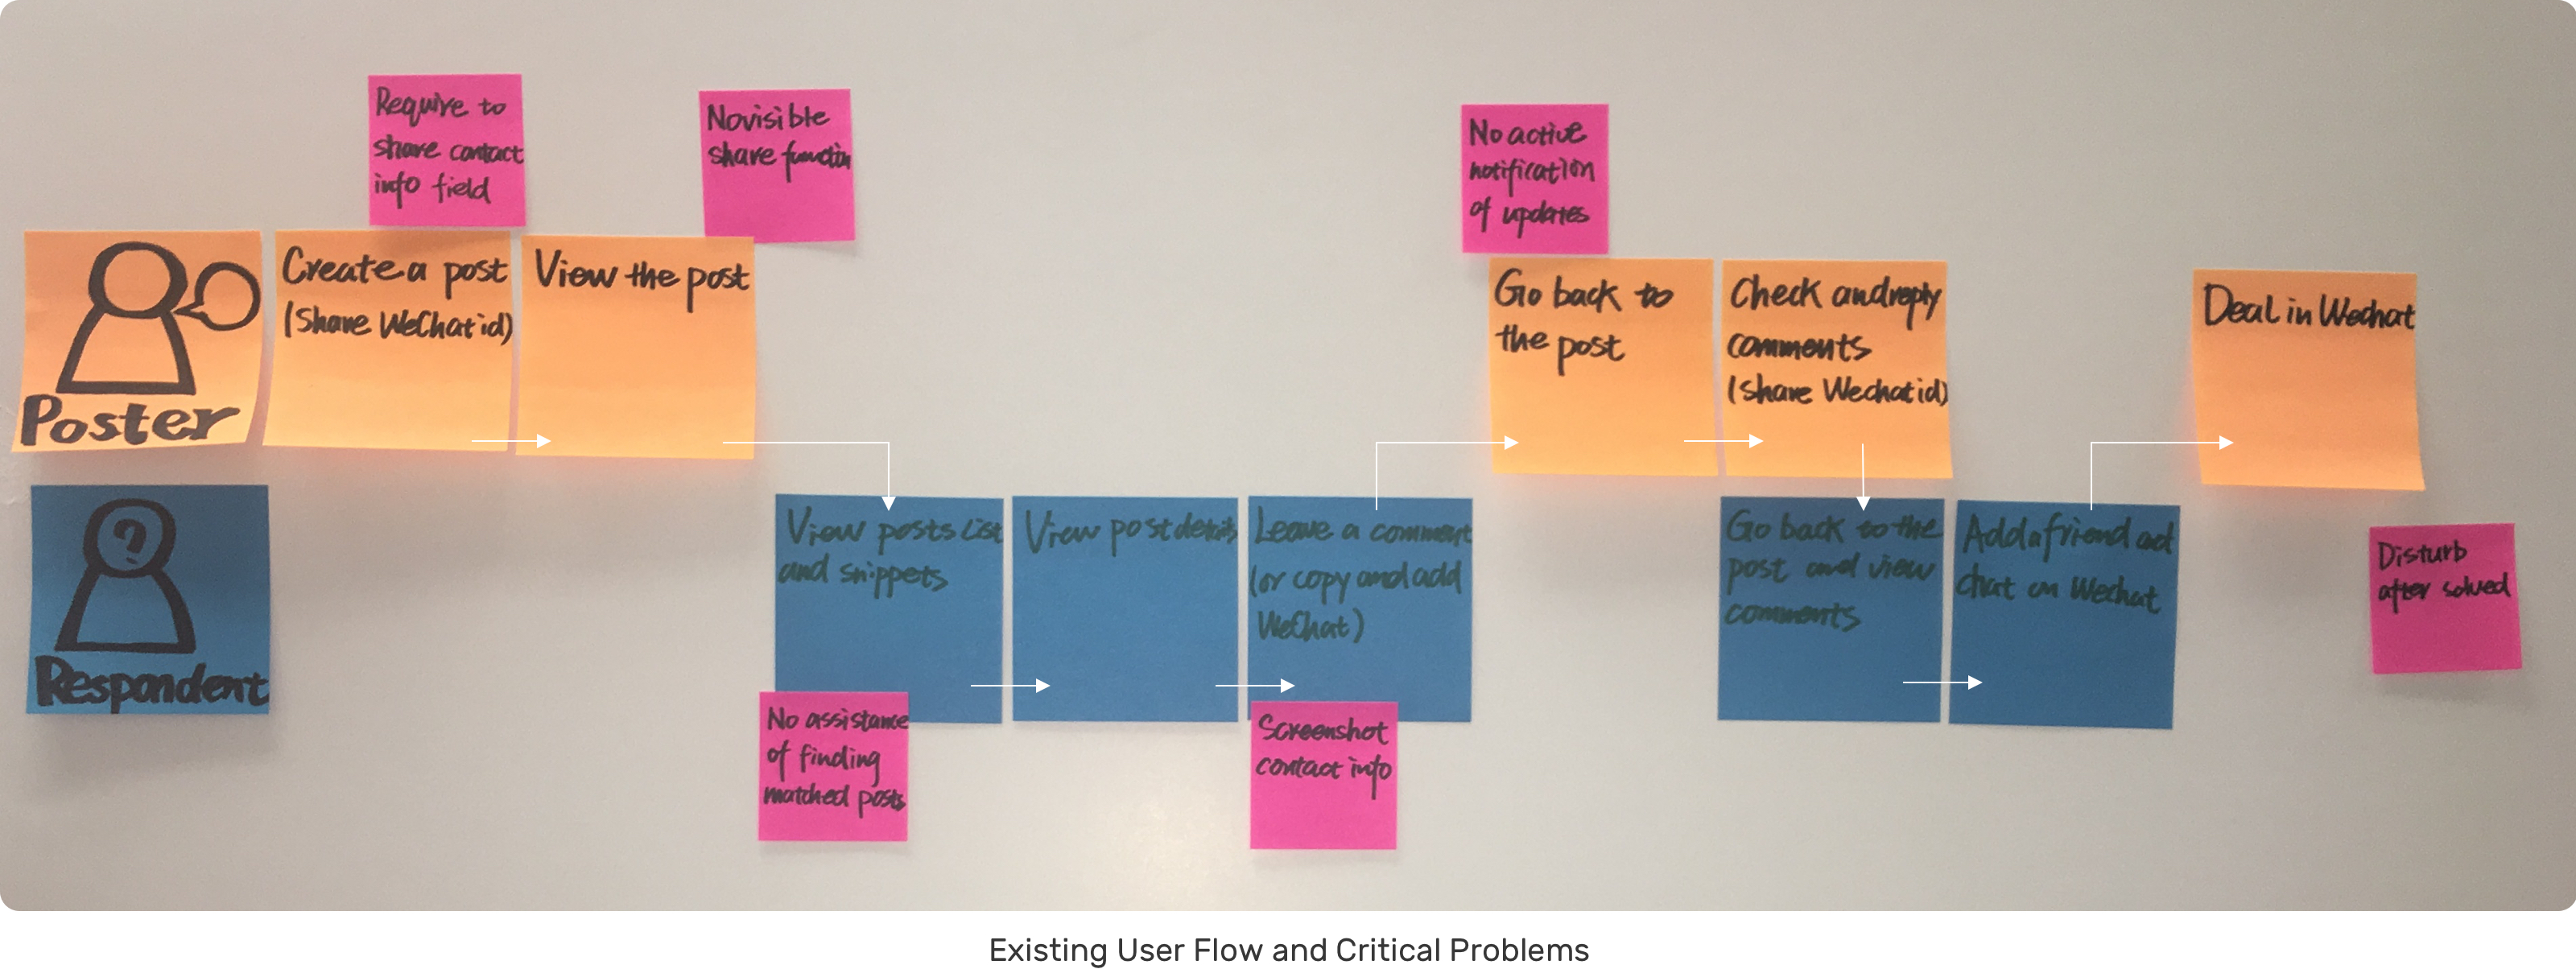 Require to
share contact
info field
Novisible
share function
No active
notification
of updates
Poster
Create a post
(Share WeChat id)
View the post
Go back to
the post
Check and reply
comments
(Share Wechat id)
Deal in Wechat
Respondent
?
View posts List
and snippets
View post details
Leave a comment
(or copy and add
WeChat)
Go back to the
post and view
comments
Add a friend ad
chat on Wechat
Disturb
after solved
No assistance
of finding
matched posts
Screenshot
contact info
Existing User Flow and Critical Problems